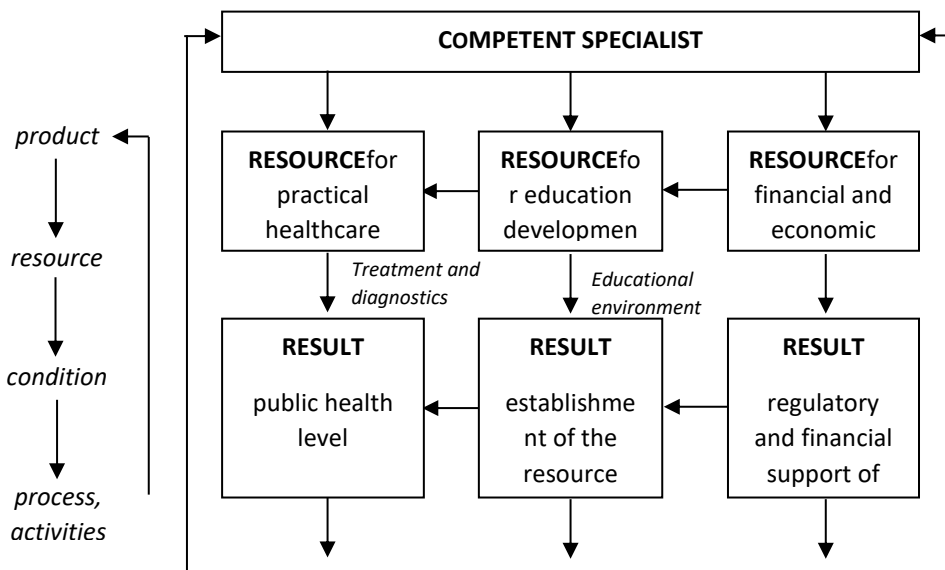 COMPETENT SPECIALIST
product
resource
condition
process,
activities
RESOURCEfor
practical
healthcare
RESOURCEfo
r education
developmen
RESOURCEfor
financial and
economic
Treatment and
diagnostics
Educational
environment
RESULT
public health
level
RESULT
establishme
nt of the
resource
RESULT
regulatory
and financial
support of